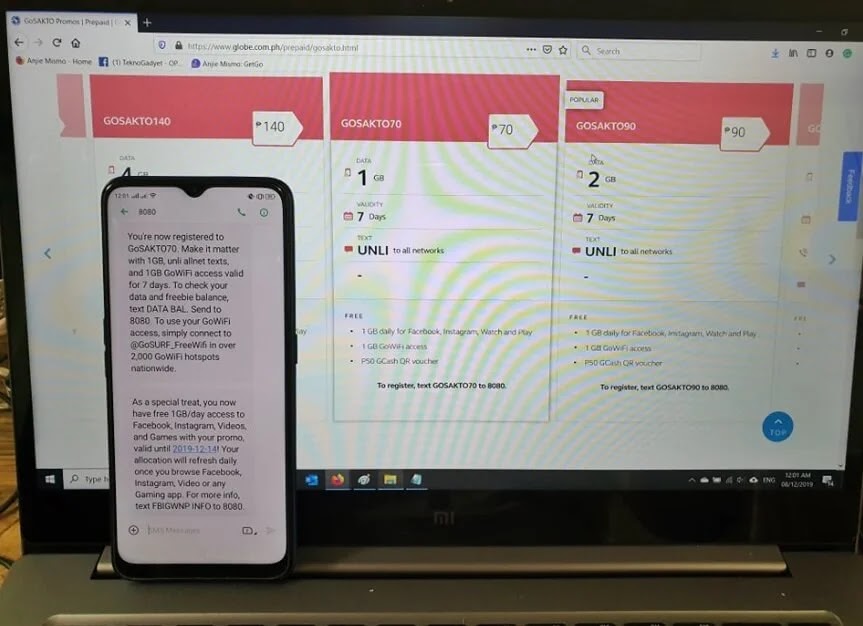 GoSAKTO Promos | Prepaid |
https://www.globe.com.ph/prepaid/gosakto.html
Search
Anjie Mismo - Home
(1) TeknoGadyet - OP...
Anjie Mismo: GetGo
GOSAKTO140
₱140
DATA
4 GB
GOSAKTO70
₱70
DATA
1 GB
VALIDITY
7 Days
TEXT
UNLI to all networks
-
FREE
• 1 GB daily for Facebook, Instagram, Watch and Play
• 1 GB GoWiFi access
• P50 GCash QR voucher
To register, text GOSAKTO70 to 8080.
POPULAR
GOSAKTO90
₱90
DATA
2 GB
VALIDITY
7 Days
TEXT
UNLI to all networks
-
FREE
• 1 GB daily for Facebook, Instagram, Watch and Play
• 1 GB GoWiFi access
• P50 GCash QR voucher
To register, text GOSAKTO90 to 8080.
Feedback
TOP
12:01
8080
You're now registered to
GoSAKTO70. Make it matter
with 1GB, unli allnet texts,
and 1GB GoWiFi access valid
for 7 days. To check your
data and freebie balance,
text DATA BAL. Send to
8080. To use your GoWiFi
access, simply connect to
@GoSURF_FreeWifi in over
2,000 GoWiFi hotspots
nationwide.
As a special treat, you now
have free 1GB/day access to
Facebook, Instagram, Videos,
and Games with your promo,
valid until 2019-12-14! Your
allocation will refresh daily
once you browse Facebook,
Instagram, Video or any
Gaming app. For more info,
text FBIGWNP INFO to 8080.
SMS Messages
Type h
ENG
12:01 AM
08/12/2019
mi